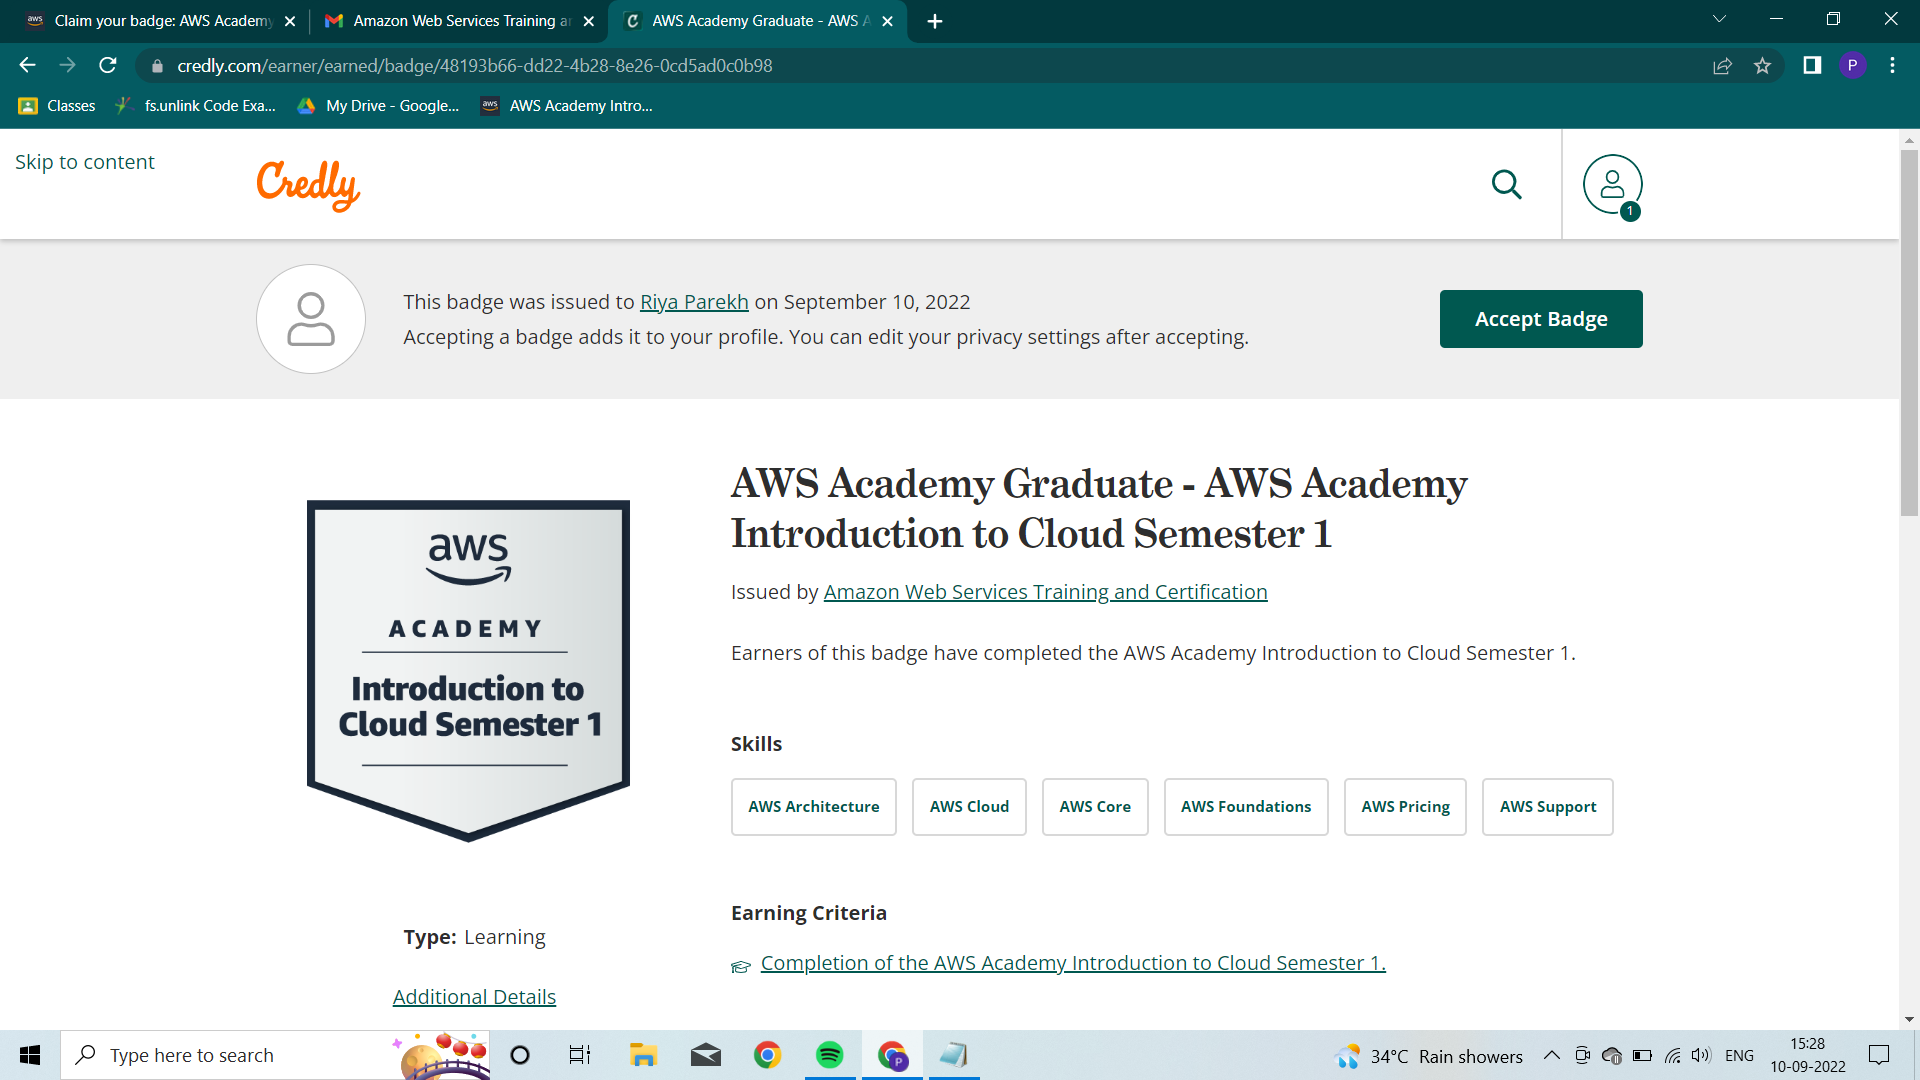 aws Claim your badge: AWS Academy
Amazon Web Services Training ar
AWS Academy Graduate - AWS A
credly.com/earner/earned/badge/48193b66-dd22-4b28-8e26-0cd5ad0c0b98
P
Classes
fs.unlink Code Exa...
My Drive - Google...
aws AWS Academy Intro...
Skip to content
Credly
1
This badge was issued to Riya Parekh on September 10, 2022
Accepting a badge adds it to your profile. You can edit your privacy settings after accepting.
Accept Badge
aws
ACADEMY
Introduction to
Cloud Semester 1
Type: Learning
Additional Details
AWS Academy Graduate - AWS Academy
Introduction to Cloud Semester 1
Issued by Amazon Web Services Training and Certification
Earners of this badge have completed the AWS Academy Introduction to Cloud Semester 1.
Skills
AWS Architecture
AWS Cloud
AWS Core
AWS Foundations
AWS Pricing
AWS Support
Earning Criteria
Completion of the AWS Academy Introduction to Cloud Semester 1.
Type here to search
P
34°C Rain showers
ENG
15:28
10-09-2022